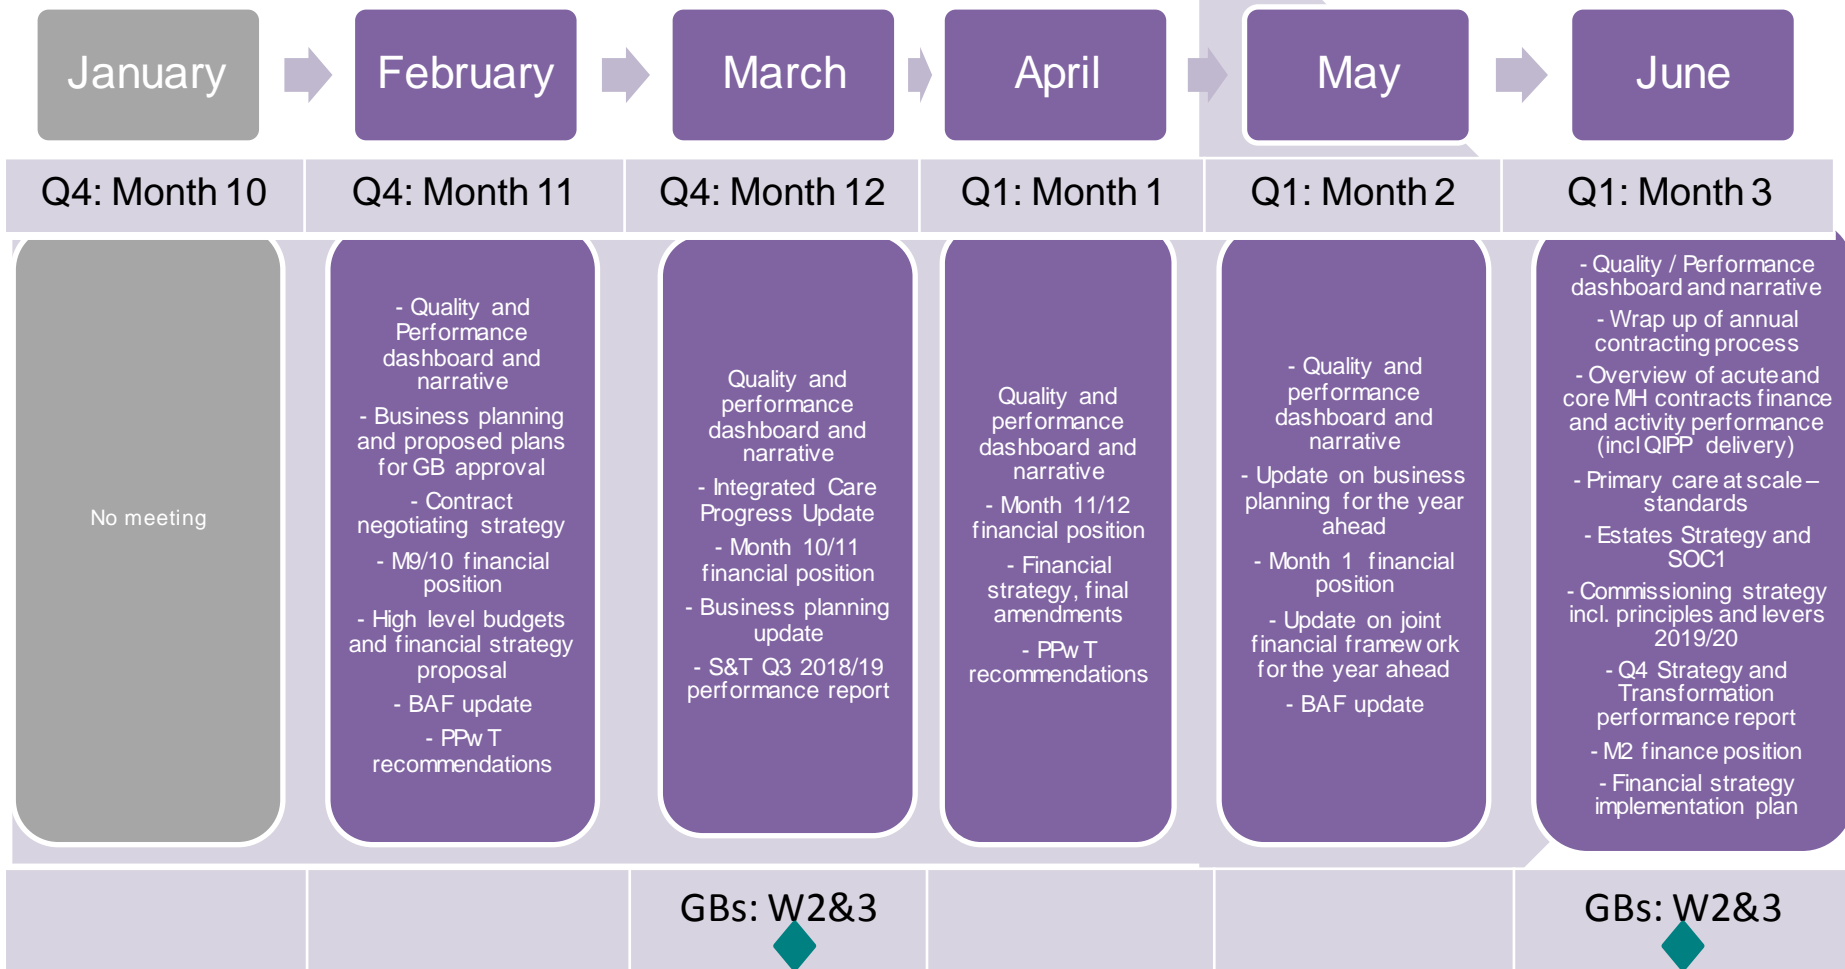 January
February
March
April
May
June
Q4: Month 10
Q4: Month 11
Q4: Month 12
Q1: Month 1
Q1: Month 2
Q1: Month 3
No meeting
- Quality and
Performance
dashboard and
narrative
- Business planning
and proposed plans
for GB approval
- Contract
negotiating strategy
- M9/10 financial
position
- High level budgets
and financial strategy
proposal
- BAF update
- PPwT
recommendations
Quality and
performance
dashboard and
narrative
- Integrated Care
Progress Update
- Month 10/11
financial position
- Business planning
update
- S&T Q3 2018/19
performance report
Quality and
performance
dashboard and
narrative
- Month 11/12
financial position
- Financial
strategy, final
amendments
- PPwT
recommendations
- Quality and
performance
dashboard and
narrative
- Update on business
planning for the year
ahead
- Month 1 financial
position
- Update on joint
financial framework
for the year ahead
- BAF update
- Quality / Performance
dashboard and narrative
- Wrap up of annual
contracting process
- Overview of acute and
core MH contracts finance
and activity performance
(incl QIPP delivery)
- Primary care at scale –
standards
- Estates Strategy and
SOC1
- Commissioning strategy
incl. principles and levers
2019/20
- Q4 Strategy and
Transformation
performance report
- M2 finance position
- Financial strategy
implementation plan
GBs: W2&3
GBs: W2&3